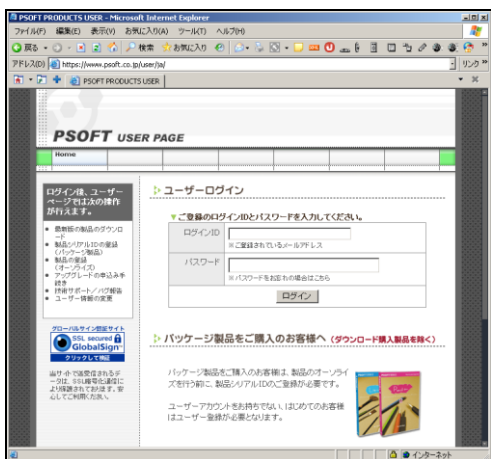 PSOFT PRODUCTS USER - Microsoft Internet Explorer
ファイル(F) 編集(E) 表示(V) お気に入り(A) ツール(T) ヘルプ(H)
戻る 検索 お気に入り
アドレス(D) https://www.psoft.co.jp/user/ja/ リンク
PSOFT PRODUCTS USER
PSOFT USER PAGE
Home
ログイン後、ユーザー
ページでは次の操作
が行えます。
最新版の製品のダウンロ
ード
製品シリアルIDの登録
(パッケージ製品)
製品の登録
(オーソライズ)
アップグレードの申込み手
続き
技術サポート/バグ報告
ユーザー情報の変更
グローバルサイン認証サイト
SSL secured
GlobalSign
クリックして検証
当サイトで送受信されるデ
ータは、SSL暗号化通信に
より保護されております。安
心してご利用ください。
ユーザーログイン
ご登録のログインIDとパスワードを入力してください。
ログインID
※ご登録されているメールアドレス
パスワード
※パスワードをお忘れの場合はこちら
ログイン
パッケージ製品をご購入のお客様へ (ダウンロード購入製品を除く)
パッケージ製品をご購入のお客様は、製品のオーソライ
ズを行う前に、製品シリアルIDのご登録が必要です。
ユーザーアカウントをお持ちでない、はじめてのお客様
はユーザー登録が必要となります。
インターネット